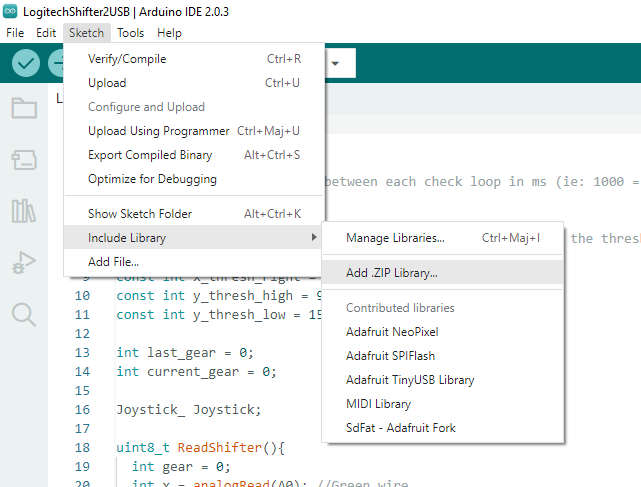 LogitechShifter2USB | Arduino IDE 2.0.3
File Edit Sketch Tools Help
Verify/Compile Ctrl+R
Upload Ctrl+U
Configure and Upload
Upload Using Programmer Ctrl+Maj+U
Export Compiled Binary Alt+Ctrl+S
Optimize for Debugging
between each check loop in ms (ie: 1000 =
Show Sketch Folder Alt+Ctrl+K
Include Library
Add File...
Manage Libraries... Ctrl+Maj+I
the thresh
Add .ZIP Library...
Contributed libraries
Adafruit NeoPixel
Adafruit SPIFlash
Adafruit TinyUSB Library
MIDI Library
SdFat - Adafruit Fork
9 const int x_thresh_right =
10 const int y_thresh_high = 9
11 const int y_thresh_low = 15
12
13 int last_gear = 0;
14 int current_gear = 0;
15
16 Joystick_ Joystick;
17
18 uint8_t ReadShifter(){
19 int gear = 0;
20 int x = analogRead(A0); //Green wire